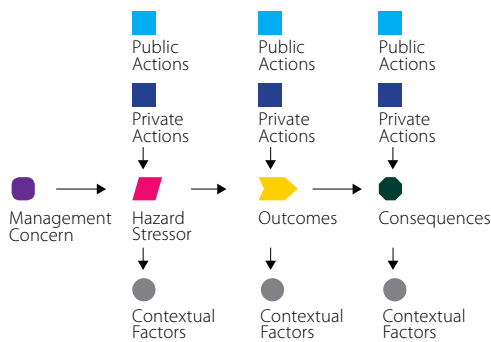 Public
Actions
Public
Actions
Public
Actions
Private
Actions
Private
Actions
Private
Actions
Management
Concern
Hazard
Stressor
Outcomes
Consequences
Contextual
Factors
Contextual
Factors
Contextual
Factors